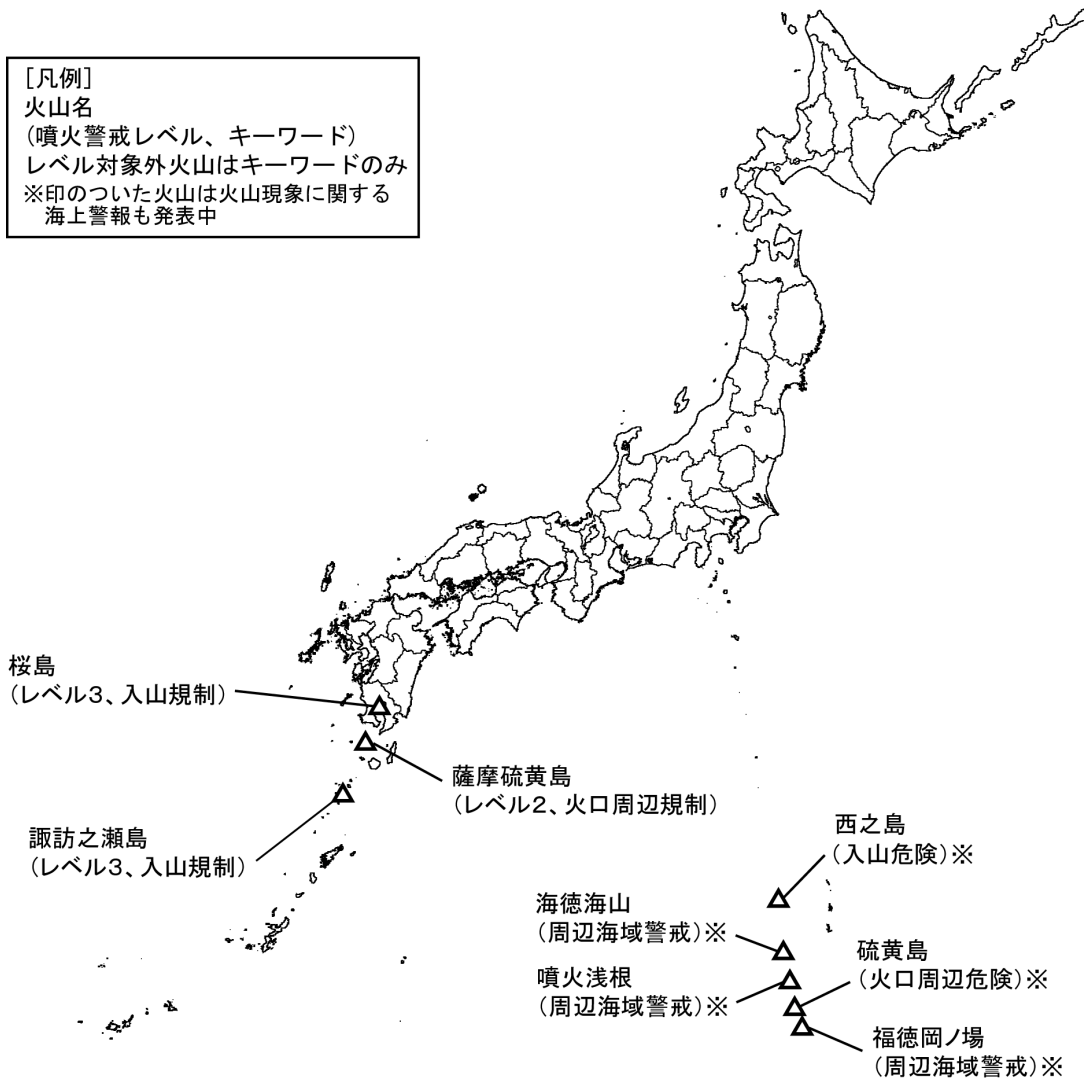 ［凡例］
火山名
（噴火警戒レベル、キーワード）
レベル対象外火山はキーワードのみ
※印のついた火山は火山現象に関する
海上警報も発表中
桜島
（レベル３、入山規制）
薩摩硫黄島
（レベル２、火口周辺規制）
諏訪之瀬島
（レベル３、入山規制）
西之島
（入山危険）※
海徳海山
（周辺海域警戒）※
噴火浅根
（周辺海域警戒）※
硫黄島
（火口周辺危険）※
福徳岡ノ場
（周辺海域警戒）※